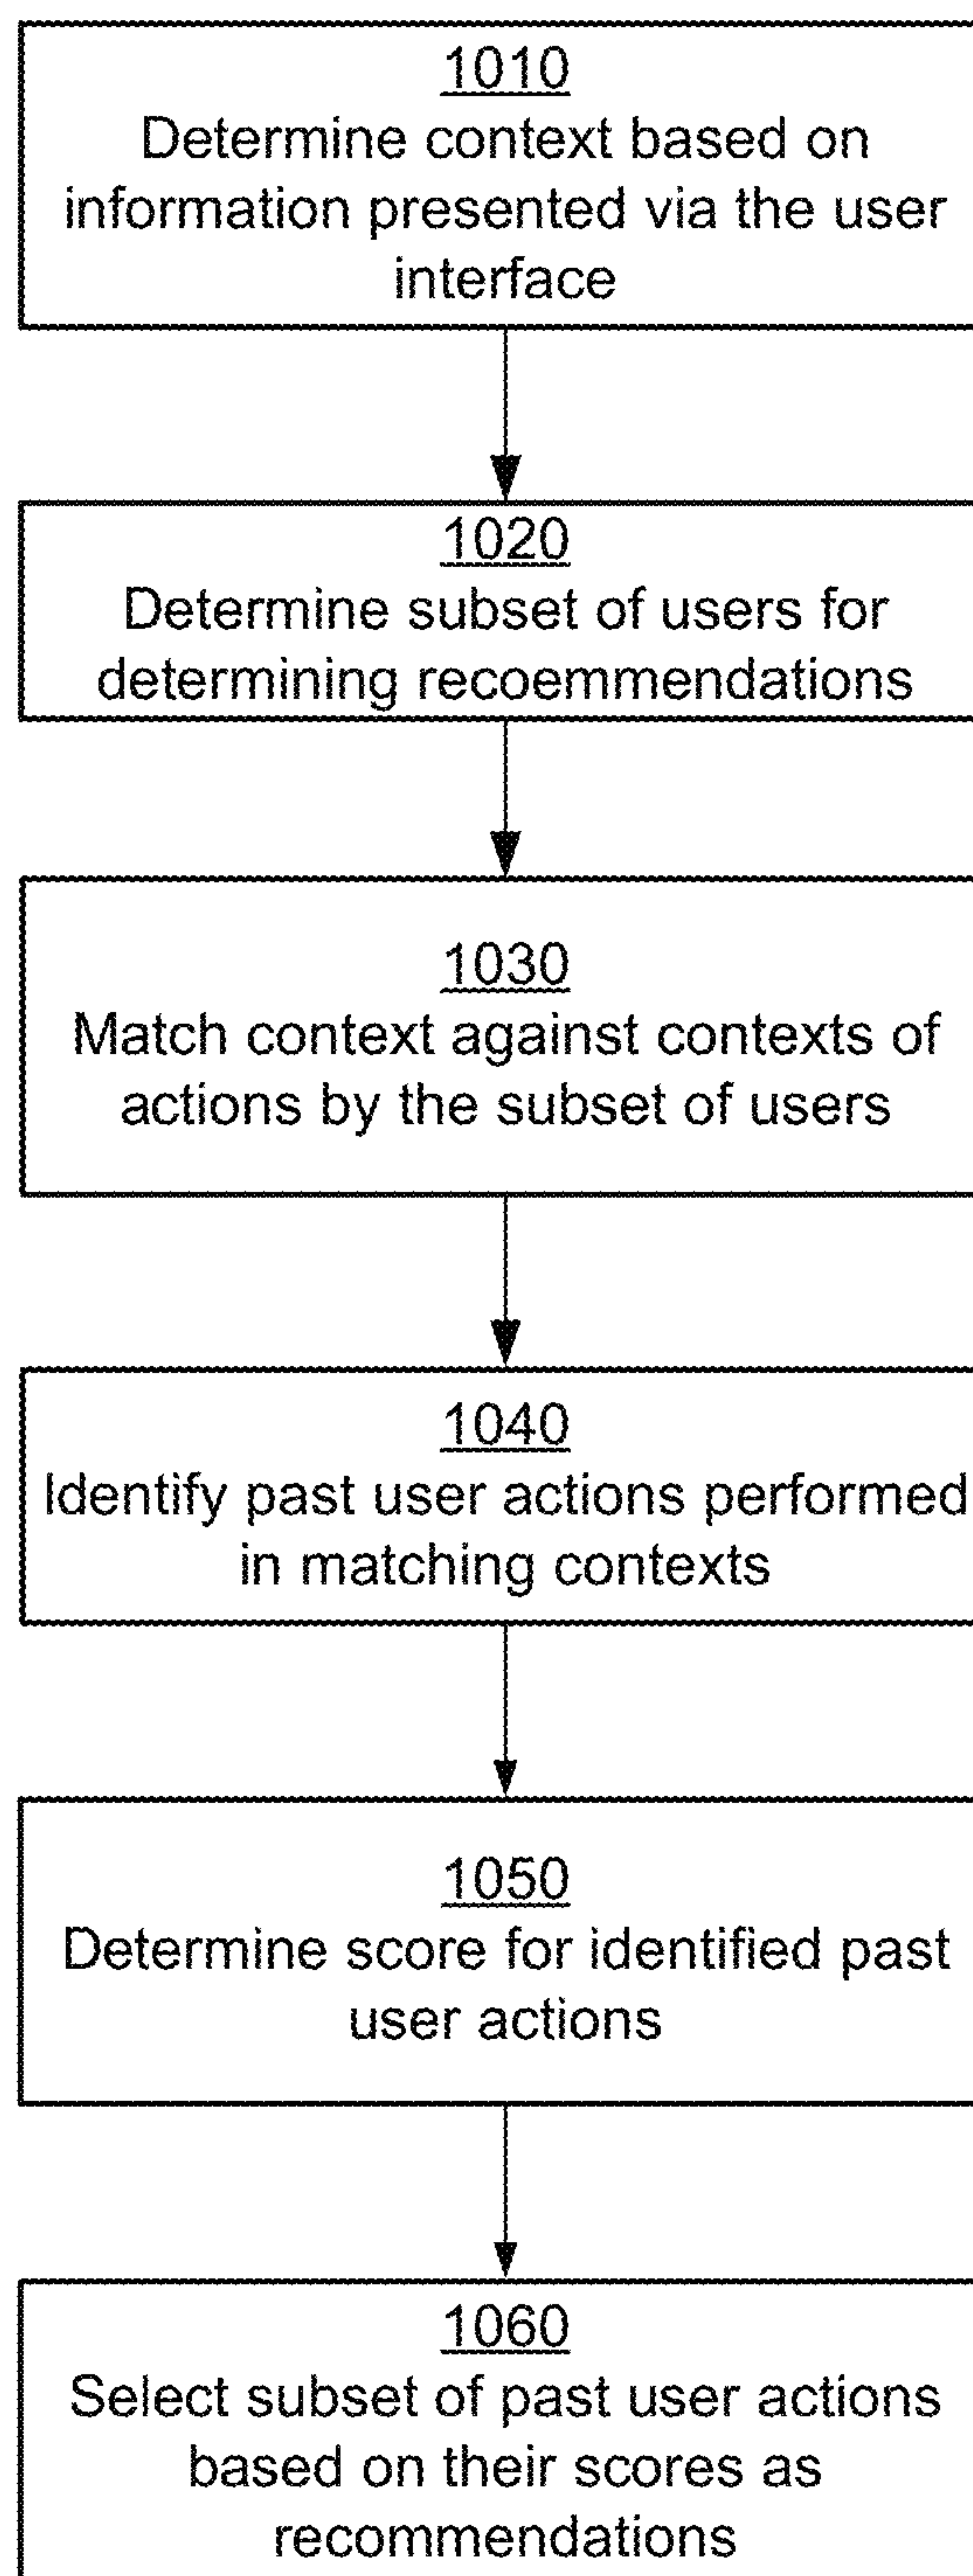 1010
Determine context based on
information presented via the user
interface
1020
Determine subset of users for
determining recoemmendations
1030
Match context against contexts of
actions by the subset of users
1040
Identify past user actions performed
in matching contexts
1050
Determine score for identified past
user actions
1060
Select subset of past user actions
based on their scores as
recommendations